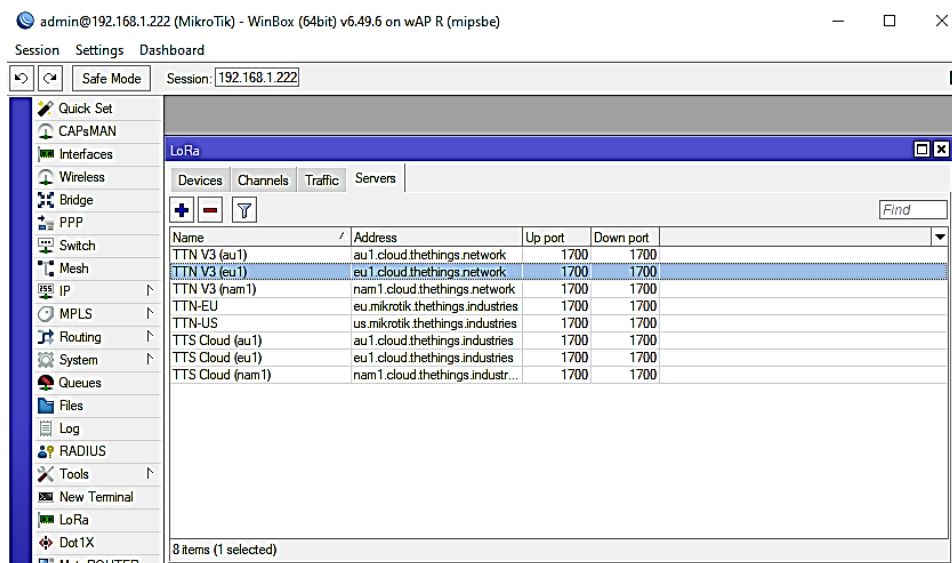 admin@192.168.1.222 (MikroTik) - WinBox (64bit) v6.49.6 on wAP R (mipsbe)
Session Settings Dashboard
Safe Mode Session: 192.168.1.222
Quick Set
CAPsMAN
Interfaces
Wireless
Bridge
PPP
Switch
Mesh
IP
MPLS
Routing
System
Queues
Files
Log
RADIUS
Tools
New Terminal
LoRa
Dot1X
LoRa
Devices Channels Traffic Servers
Find
Name Address Up port Down port
TTN V3 (au1) au1.cloud.thethings.network 1700 1700
TTN V3 (eu1) eu1.cloud.thethings.network 1700 1700
TTN V3 (nam1) nam1.cloud.thethings.network 1700 1700
TTN-EU eu.mikrotik.thethings.industries 1700 1700
TTN-US us.mikrotik.thethings.industries 1700 1700
TTS Cloud (au1) au1.cloud.thethings.industries 1700 1700
TTS Cloud (eu1) eu1.cloud.thethings.industries 1700 1700
TTS Cloud (nam1) nam1.cloud.thethings.industr... 1700 1700
8 items (1 selected)